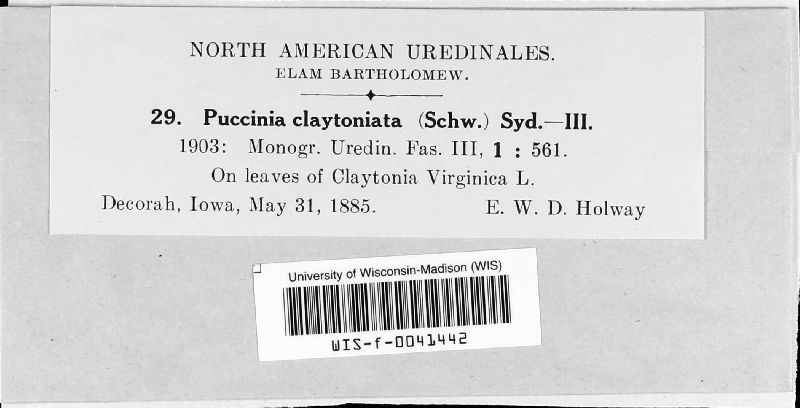 NORTH AMERICAN UREDINALES.
ELAM BARTHOLOMEW.
29. Puccinia claytoniata (Schw.) Syd.—III.
1903: Monogr. Uredin. Fas. III, 1 : 561.
On leaves of Claytonia Virginica L.
Decorah, Iowa, May 31, 1885. E. W. D. Holway
University of Wisconsin-Madison (WIS)
WIS-f-0041442